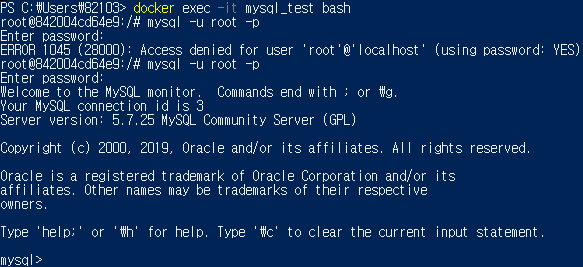 PS C:₩Users₩82103> docker exec -it mysql_test bash
root@842004cd64e9:/# mysql -u root -p
Enter password:
ERROR 1045 (28000): Access denied for user 'root'@'localhost' (using password: YES)
root@842004cd64e9:/# mysql -u root -p
Enter password:
Welcome to the MySQL monitor.  Commands end with ; or ₩g.
Your MySQL connection id is 3
Server version: 5.7.25 MySQL Community Server (GPL)
Copyright (c) 2000, 2019, Oracle and/or its affiliates. All rights reserved.
Oracle is a registered trademark of Oracle Corporation and/or its
affiliates. Other names may be trademarks of their respective
owners.
Type 'help;' or '₩h' for help. Type '₩c' to clear the current input statement.
mysql>